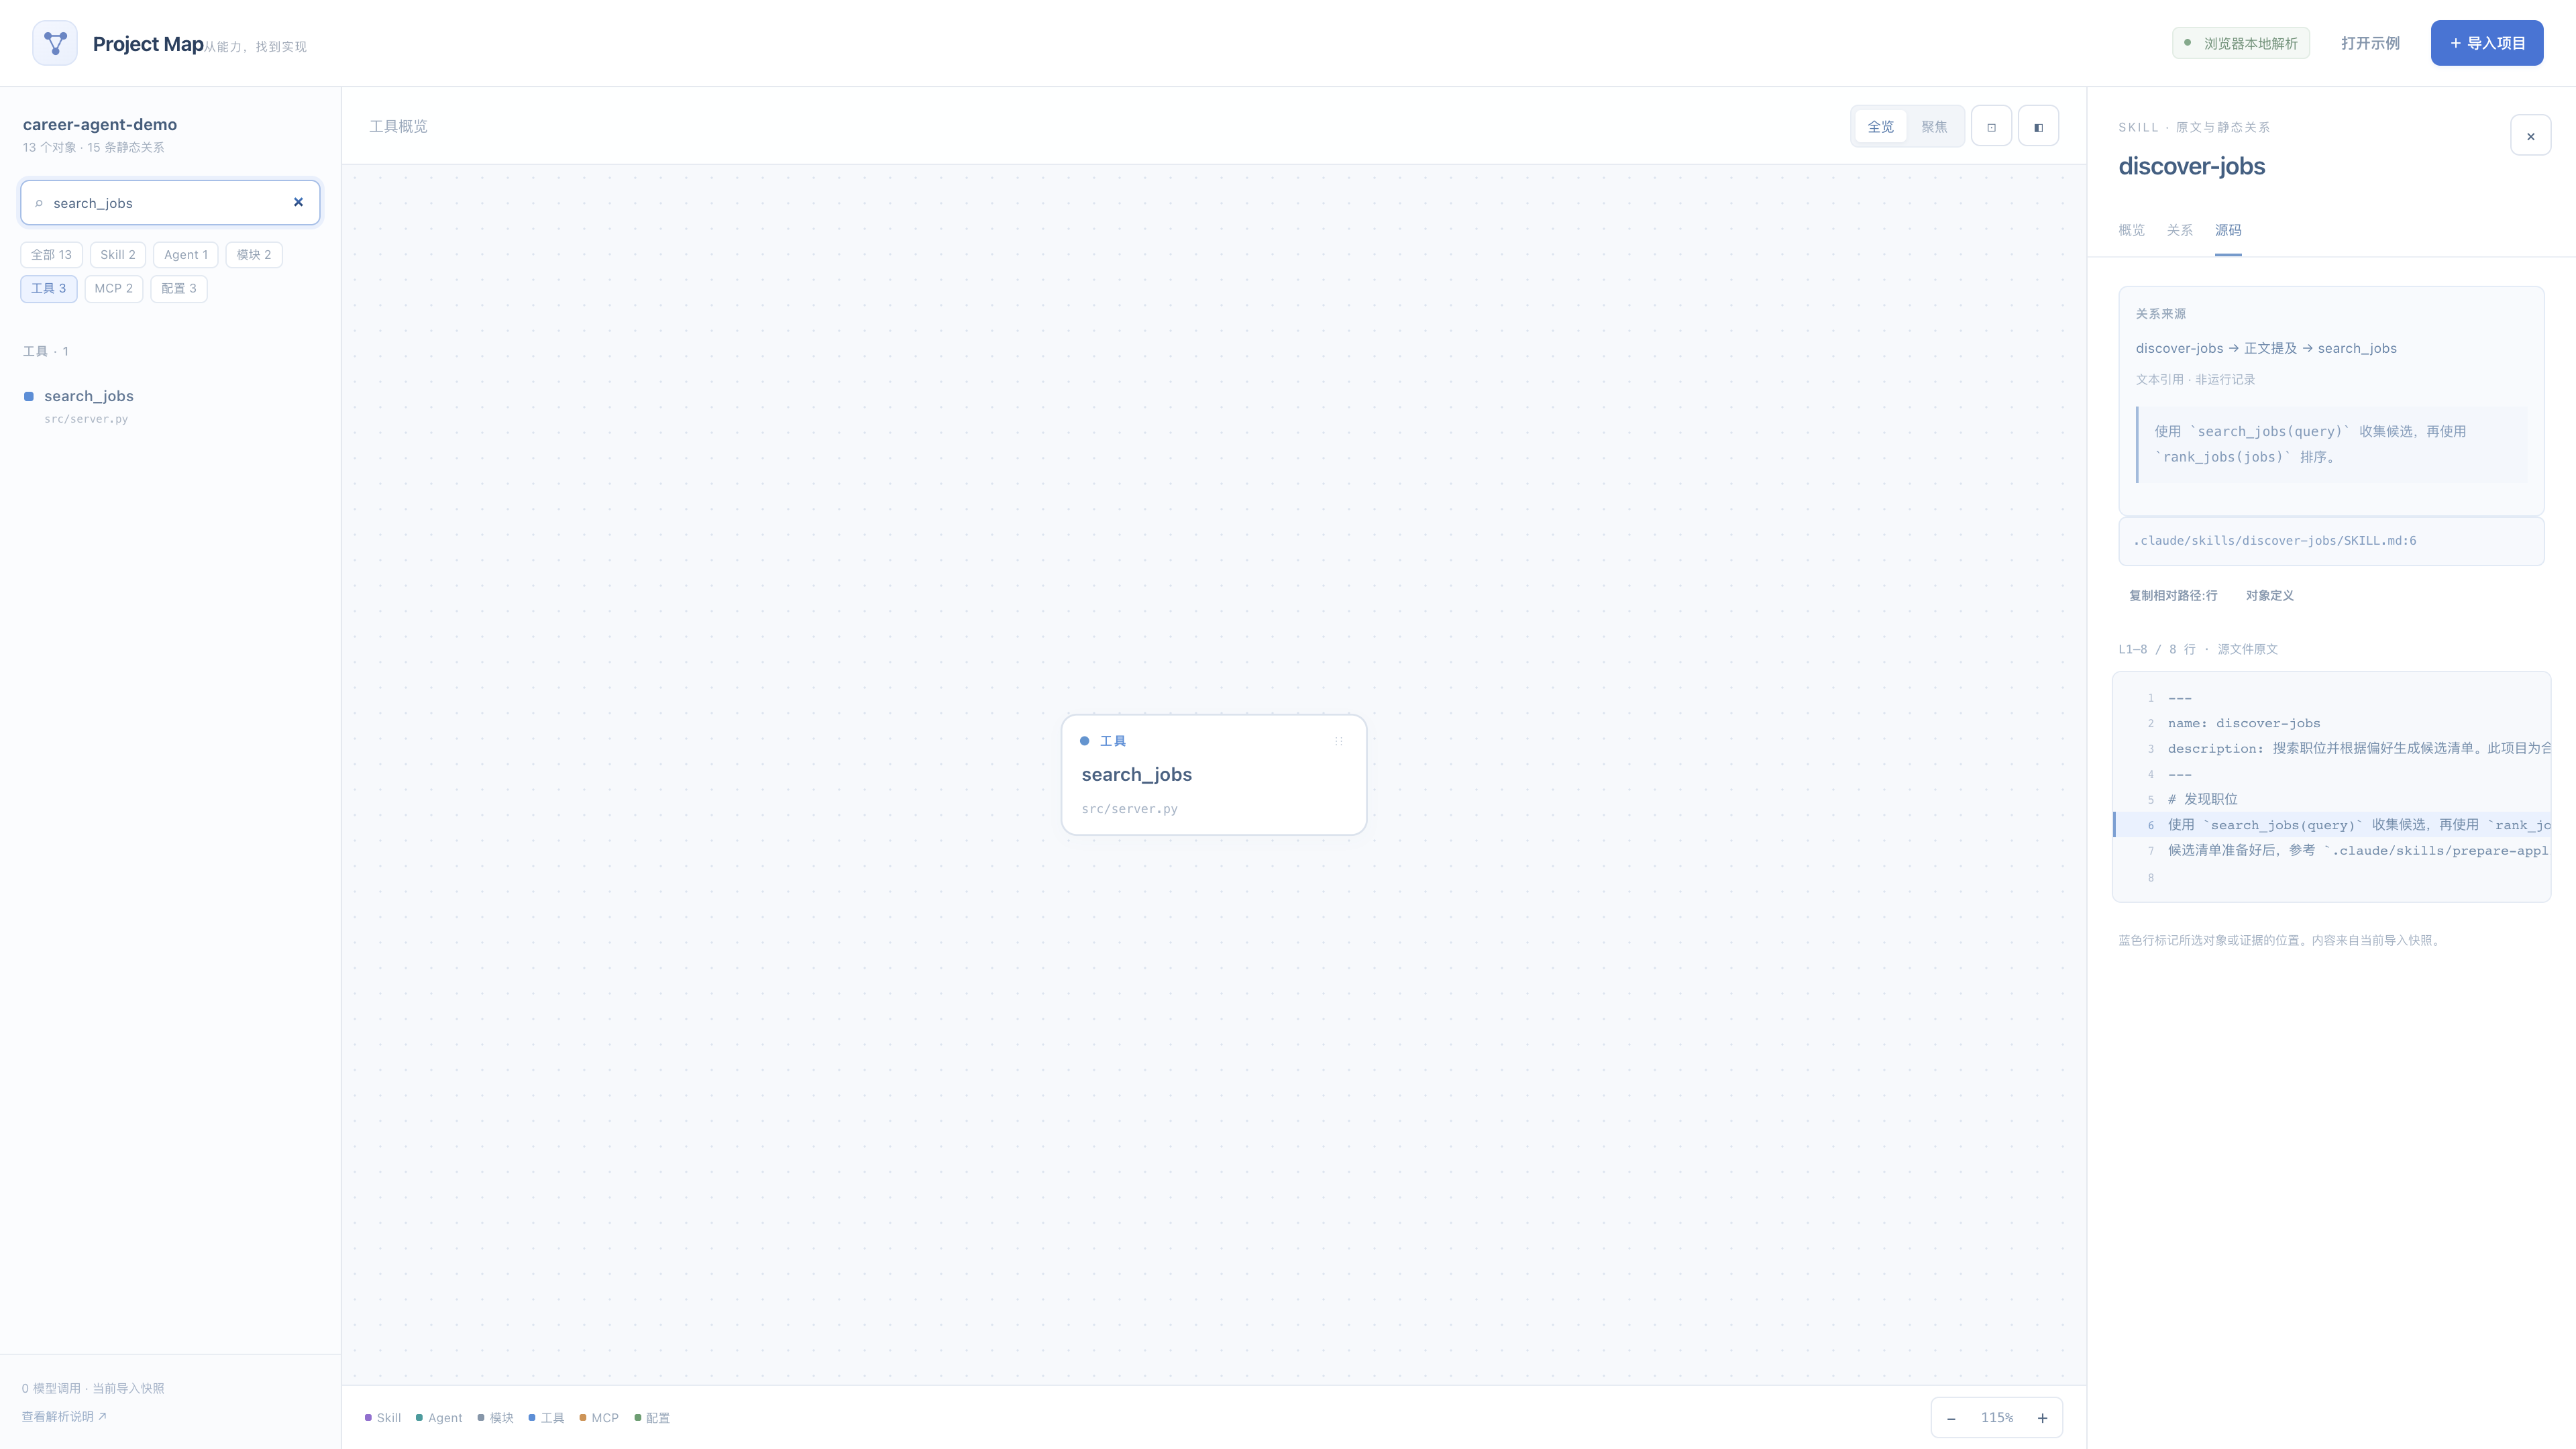 Project Map从能力，找到实现
浏览器本地解析
打开示例
+ 导入项目
career-agent-demo
13 个对象 · 15 条静态关系
search_jobs
全部 13
Skill 2
Agent 1
模块 2
工具 3
MCP 2
配置 3
工具 · 1
search_jobs
src/server.py
0 模型调用 · 当前导入快照
查看解析说明 ↗
工具概览
全览
聚焦
工具
search_jobs
src/server.py
Skill
Agent
模块
工具
MCP
配置
− 115% +
SKILL · 原文与静态关系
×
discover-jobs
概览
关系
源码
关系来源
discover-jobs → 正文提及 → search_jobs
文本引用 · 非运行记录
使用 `search_jobs(query)` 收集候选，再使用
`rank_jobs(jobs)` 排序。
.claude/skills/discover-jobs/SKILL.md:6
复制相对路径:行
对象定义
L1–8 / 8 行 · 源文件原文
1 ---
2 name: discover-jobs
3 description: 搜索职位并根据偏好生成候选清单。此项目为合
4 ---
5 # 发现职位
6 使用 `search_jobs(query)` 收集候选，再使用 `rank_jo
7 候选清单准备好后，参考 `.claude/skills/prepare-appl
8
蓝色行标记所选对象或证据的位置。内容来自当前导入快照。